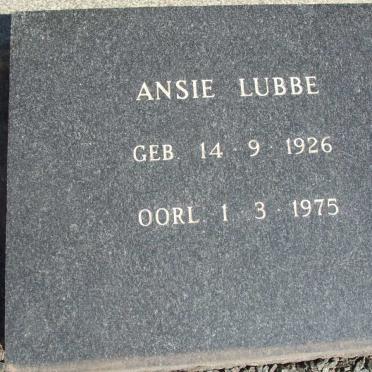 ANSIE LUBBE
GEB. 14 · 9 · 1926
OORL. 1 3 · 1975